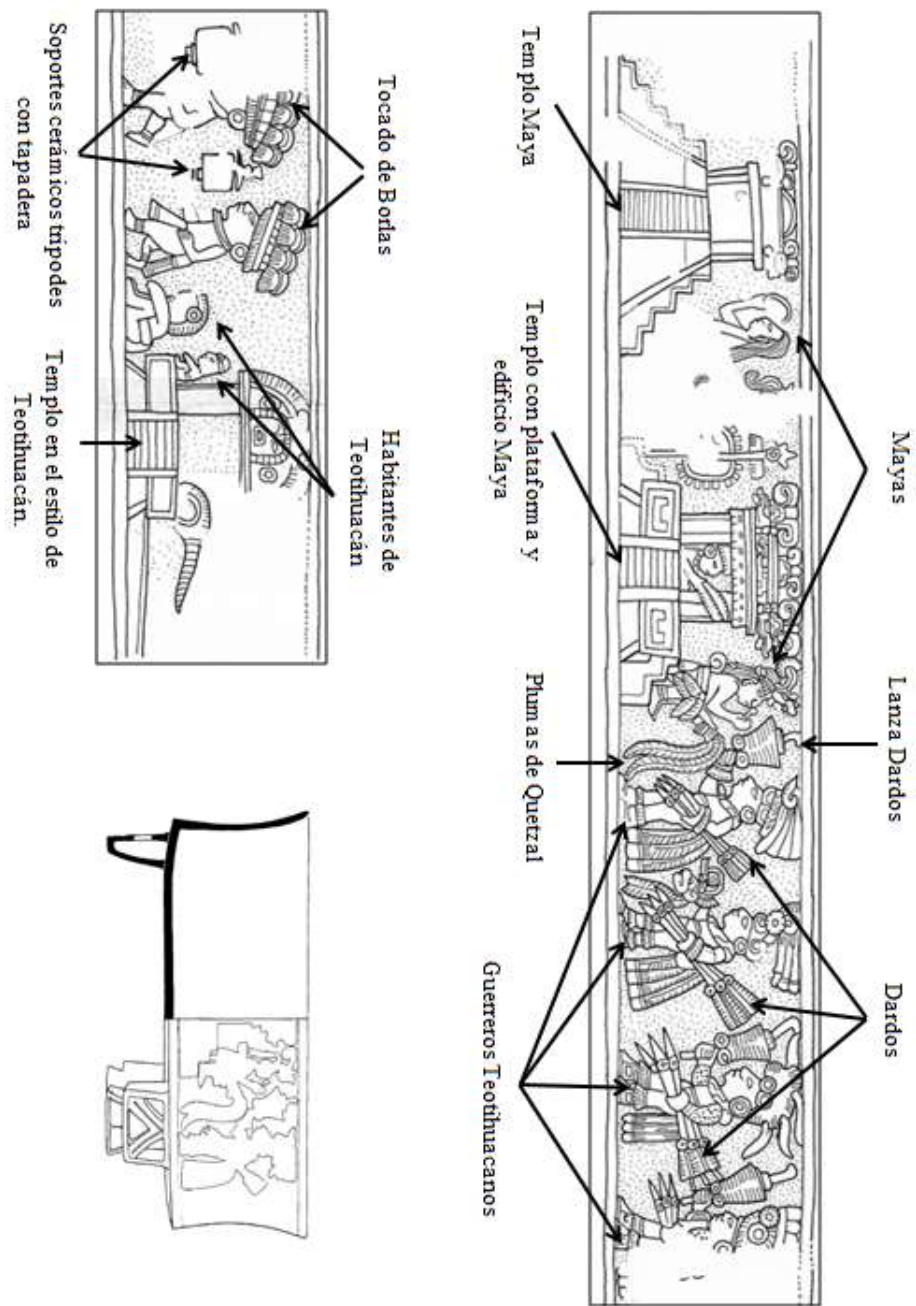 Mayas
Lanza Dardos
Dardos
Templo Maya
Templo con plataforma y
edificio Maya
Plumas de Quetzal
Guerreros Teotihuacanos
Tocado de Borlas
Habitantes de
Teotihuacán
Soportes cerámicos trípodes
con tapadera
Templo en el estilo de
Teotihuacán.